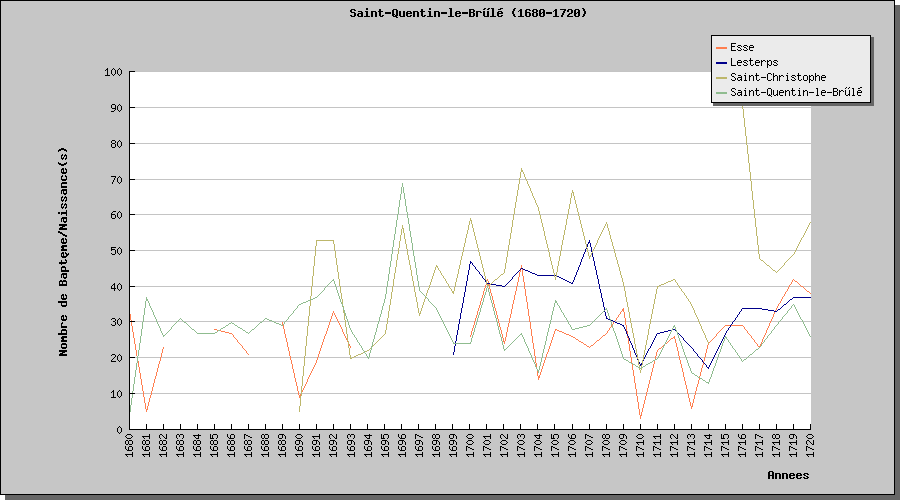 Saint-Quentin-le-Brűlé (1680-1720)
Esse
Lesterps
Saint-Christophe
Saint-Quentin-le-Brűlé
Nombre de Baptęme/Naissance(s)
100
90
80
70
60
50
40
30
20
10
0
1680 1681 1682 1683 1684 1685 1686 1687 1688 1689 1690 1691 1692 1693 1694 1695 1696 1697 1698 1699 1700 1701 1702 1703 1704 1705 1706 1707 1708 1709 1710 1711 1712 1713 1714 1715 1716 1717 1718 1719 1720
Annees